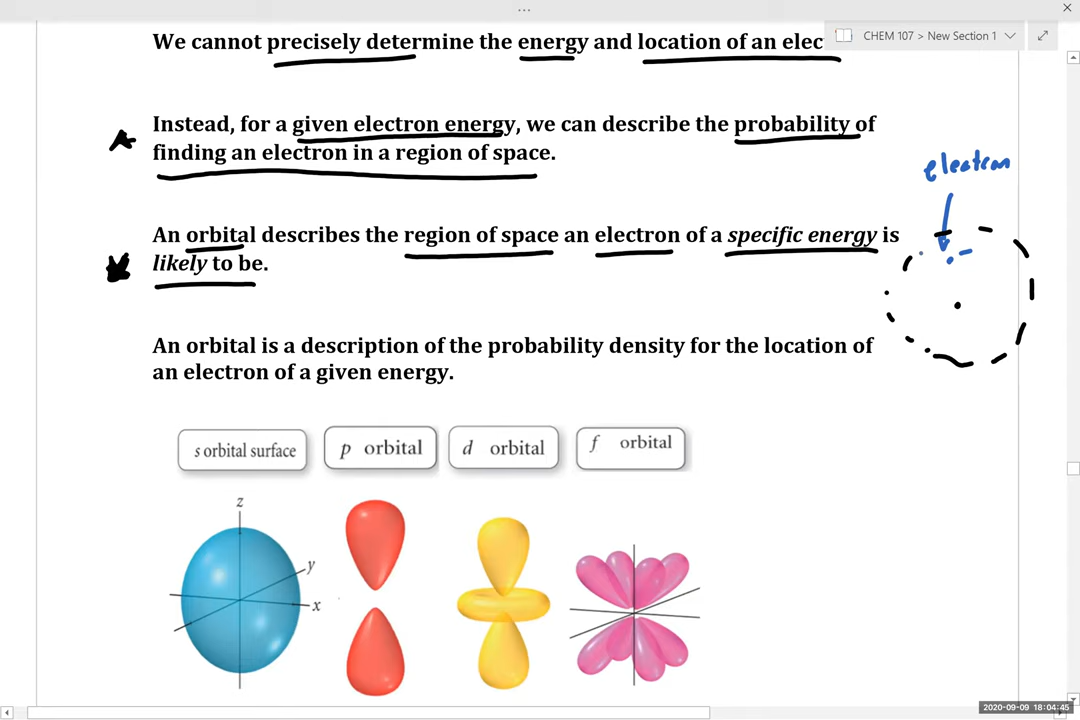 We cannot precisely determine the energy and location of an elec
CHEM 107 > New Section 1
Instead, for a given electron energy, we can describe the probability of
finding an electron in a region of space.
electron
An orbital describes the region of space an electron of a specific energy is
likely to be.
An orbital is a description of the probability density for the location of
an electron of a given energy.
s orbital surface
p orbital
d orbital
f orbital
z
y
x
2020-09-09 18:04:45